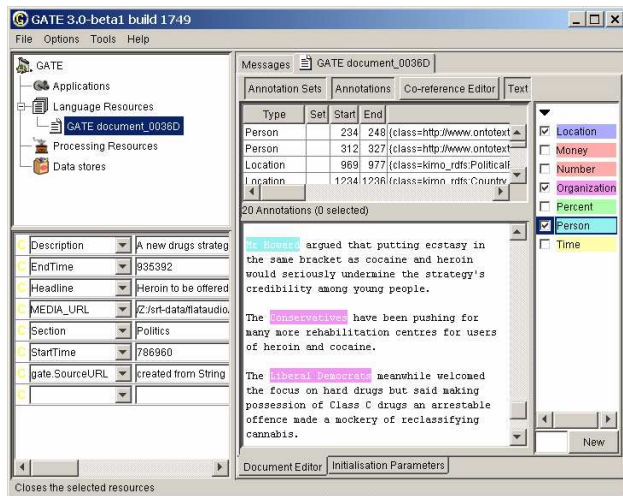 GATE 3.0-beta1 build 1749
File Options Tools Help
GATE
Applications
Language Resources
GATE document_0036D
Processing Resources
Data stores
Description A new drugs strateg
EndTime 935392
Headline Heroin to be offered
MEDIA_URL /Z:/srt-data/flataudio.
Section Politics
StartTime 786960
gate.SourceURL created from String
Messages GATE document_0036D
Annotation Sets Annotations Co-reference Editor Text
Type Set Start End
Person 234 248 {class=http://www.ontotext
Person 312 327 {class=http://www.ontotext
Location 969 977 {class=kimo_rdfs:PoliticalF
Location 1234 1236 {class=kimo_rdfs:Country
20 Annotations (0 selected)
Mr Howard argued that putting ecstasy in
the same bracket as cocaine and heroin
would seriously undermine the strategy's
credibility among young people.
The Conservatives have been pushing for
many more rehabilitation centres for users
of heroin and cocaine.
The Liberal Democrats meanwhile welcomed
the focus on hard drugs but said making
possession of Class C drugs an arrestable
offence made a mockery of reclassifying
cannabis.
Location
Money
Number
Organization
Percent
Person
Time
New
Document Editor Initialisation Parameters
Closes the selected resources